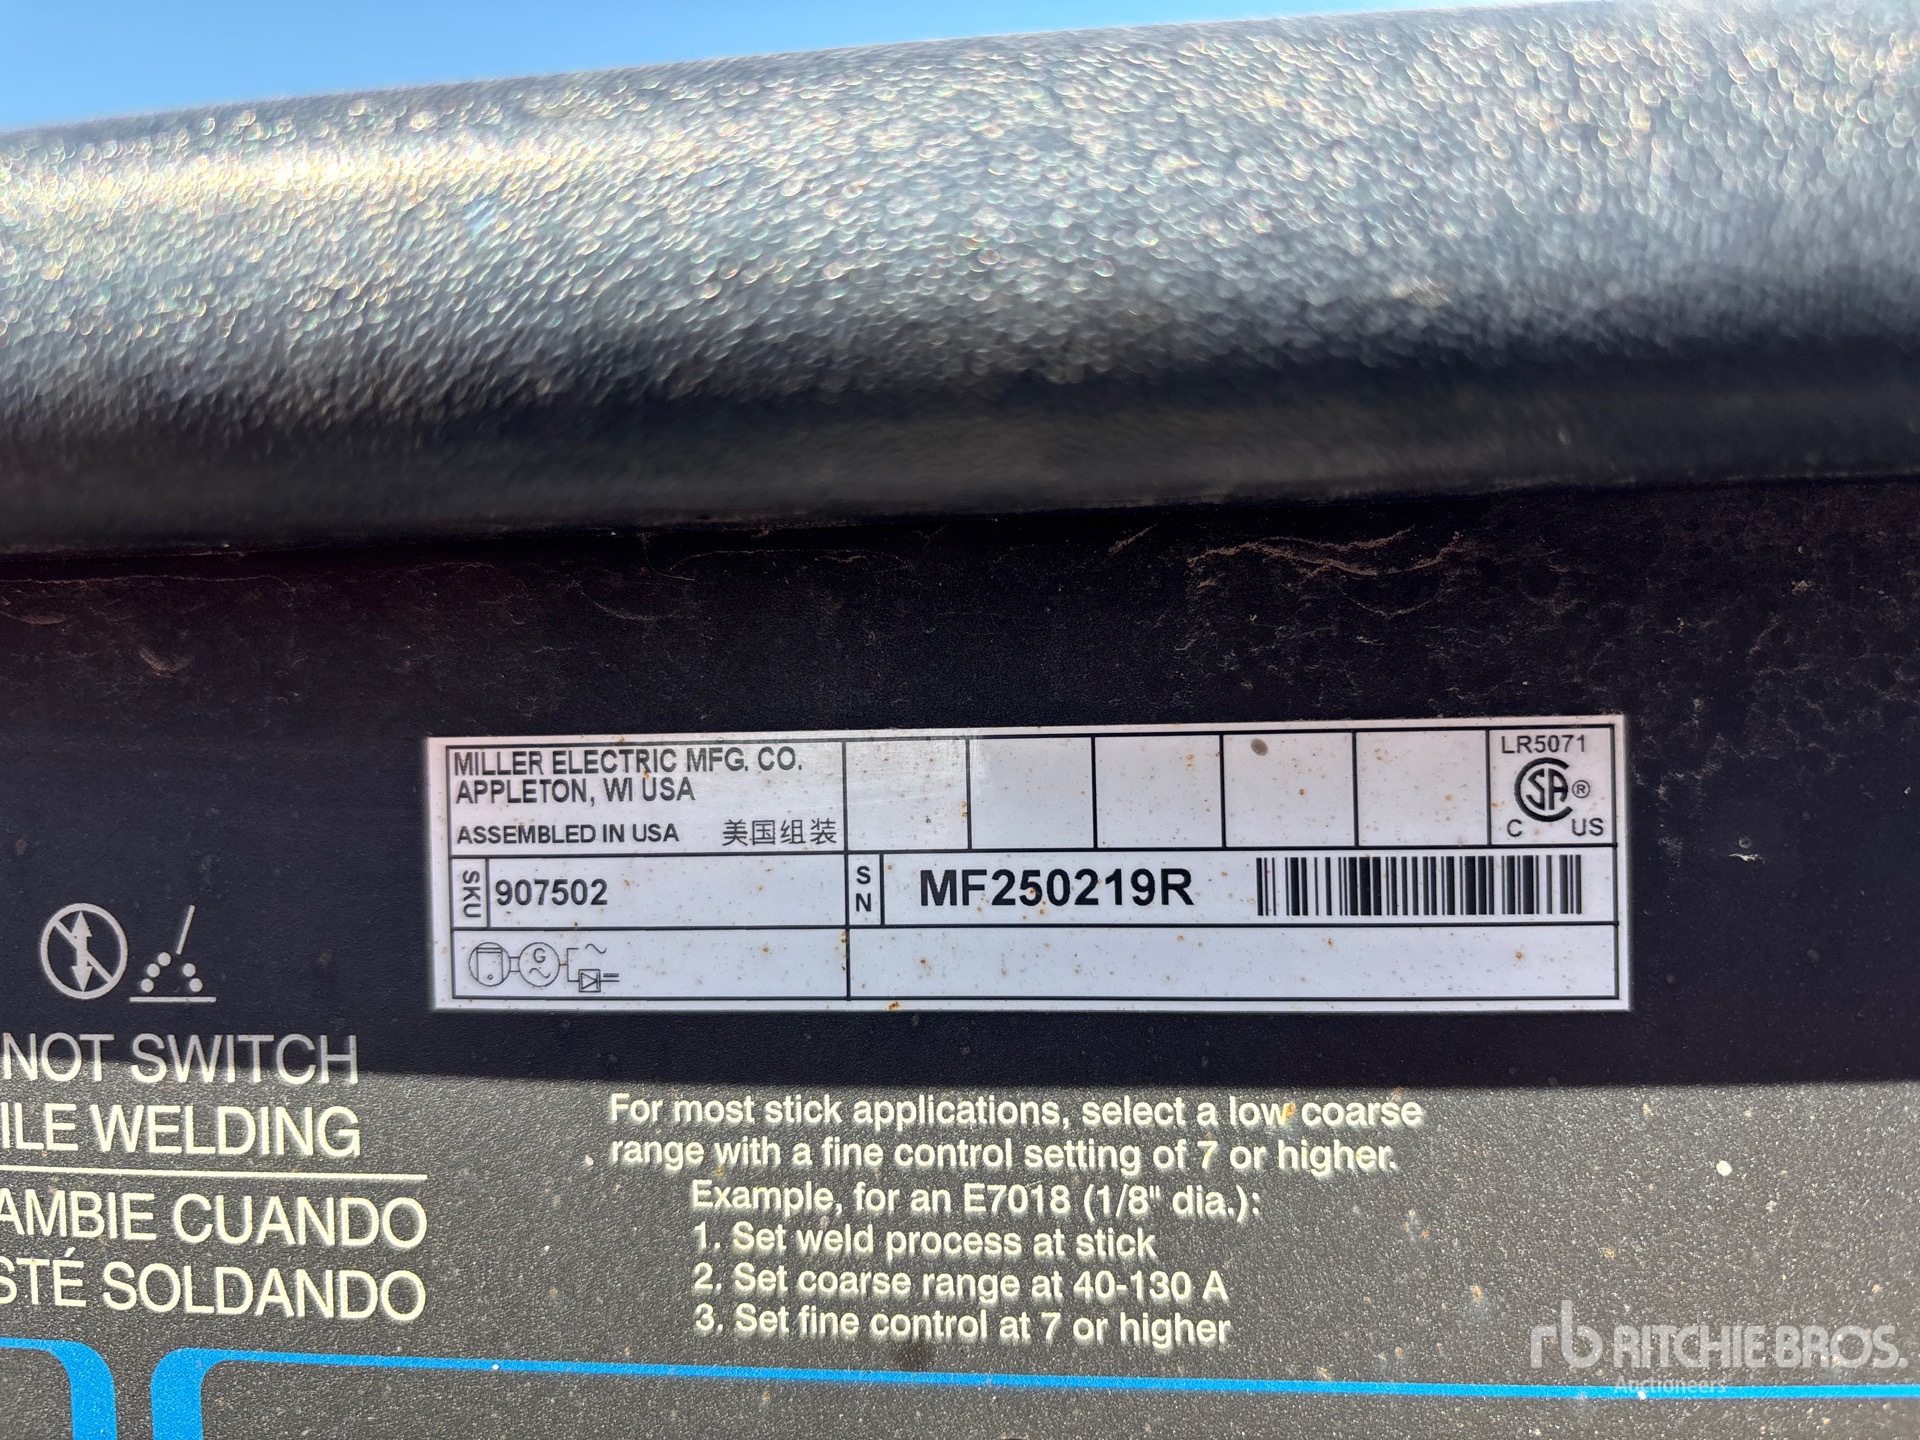 MILLER ELECTRIC MFG. CO.
APPLETON, WI USA
ASSEMBLED IN USA 美国组装
LR5071
CSA ®
C US
SKU 907502
SN MF250219R
G
NOT SWITCH
ILE WELDING
AMBIE CUANDO
STÉ SOLDANDO
For most stick applications, select a low coarse
range with a fine control setting of 7 or higher.
Example, for an E7018 (1/8" dia.):
1. Set weld process at stick
2. Set coarse range at 40-130 A
3. Set fine control at 7 or higher
rb RITCHIE BROS.
Auctioneers